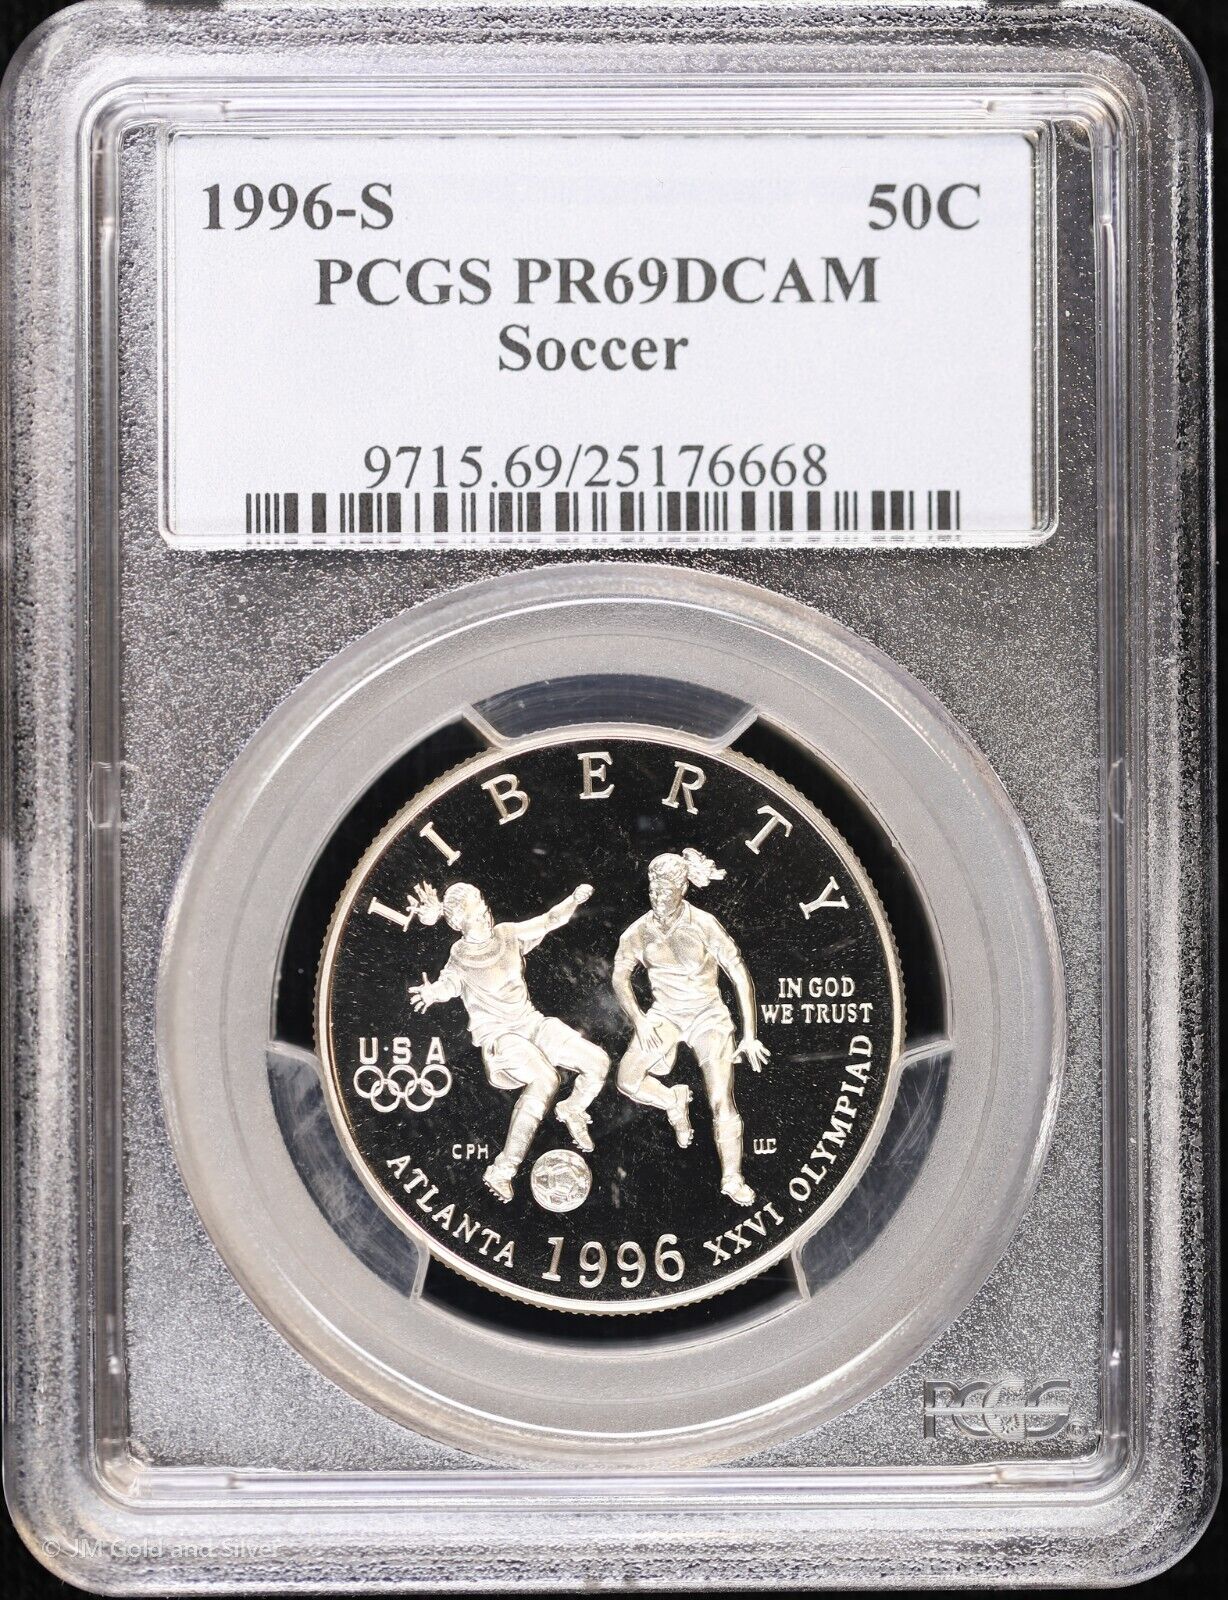 1996-S 50C
PCGS PR69DCAM
Soccer
9715.69/25176668
LIBERTY
IN GOD
WE TRUST
U·S A
CPH
LLC
ATLANTA 1996 XXVI OLYMPIAD
PCGS
© JM Gold and Silver